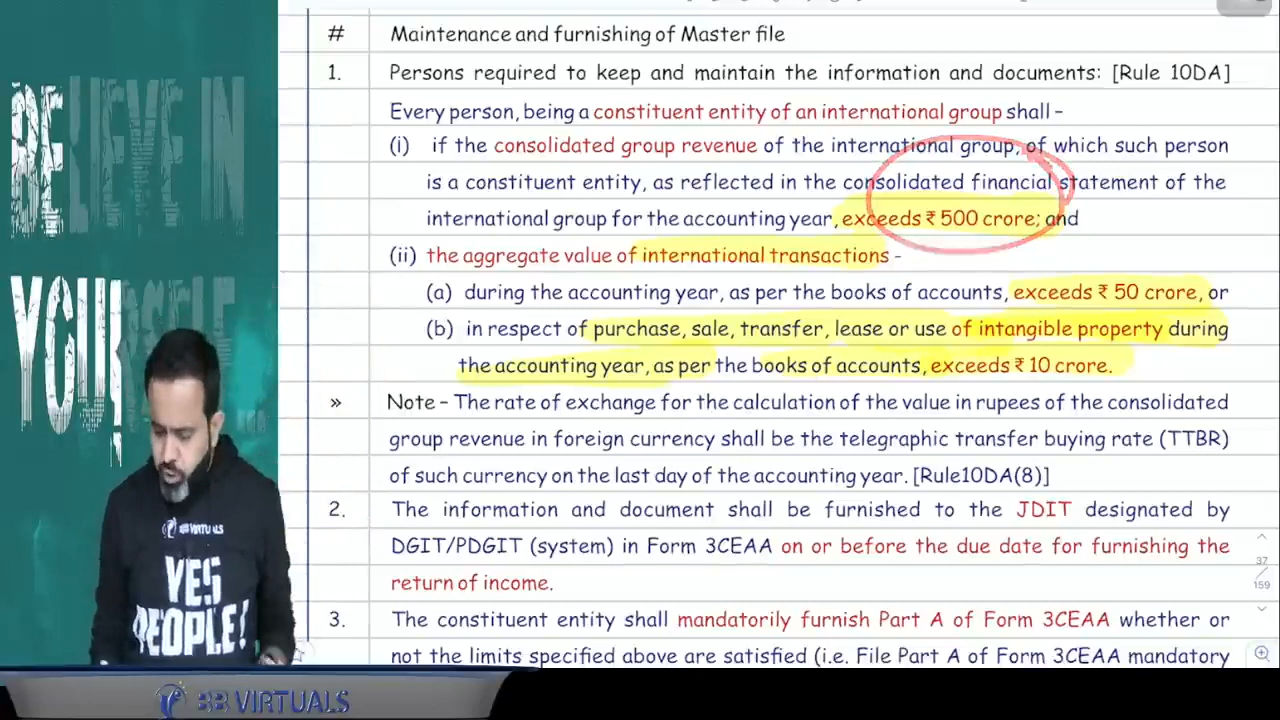 BELIEVE IN
YOURSELF
BB VIRTUALS
YES
PEOPLE!
BB VIRTUALS
# Maintenance and furnishing of Master file
1. Persons required to keep and maintain the information and documents: [Rule 10DA]
Every person, being a constituent entity of an international group shall –
(i) if the consolidated group revenue of the international group, of which such person
is a constituent entity, as reflected in the consolidated financial statement of the
international group for the accounting year, exceeds ₹ 500 crore; and
(ii) the aggregate value of international transactions -
(a) during the accounting year, as per the books of accounts, exceeds ₹ 50 crore, or
(b) in respect of purchase, sale, transfer, lease or use of intangible property during
the accounting year, as per the books of accounts, exceeds ₹ 10 crore.
» Note – The rate of exchange for the calculation of the value in rupees of the consolidated
group revenue in foreign currency shall be the telegraphic transfer buying rate (TTBR)
of such currency on the last day of the accounting year. [Rule10DA(8)]
2. The information and document shall be furnished to the JDIT designated by
DGIT/PDGIT (system) in Form 3CEAA on or before the due date for furnishing the
return of income.
3. The constituent entity shall mandatorily furnish Part A of Form 3CEAA whether or
not the limits specified above are satisfied (i.e. File Part A of Form 3CEAA mandatory
37
159